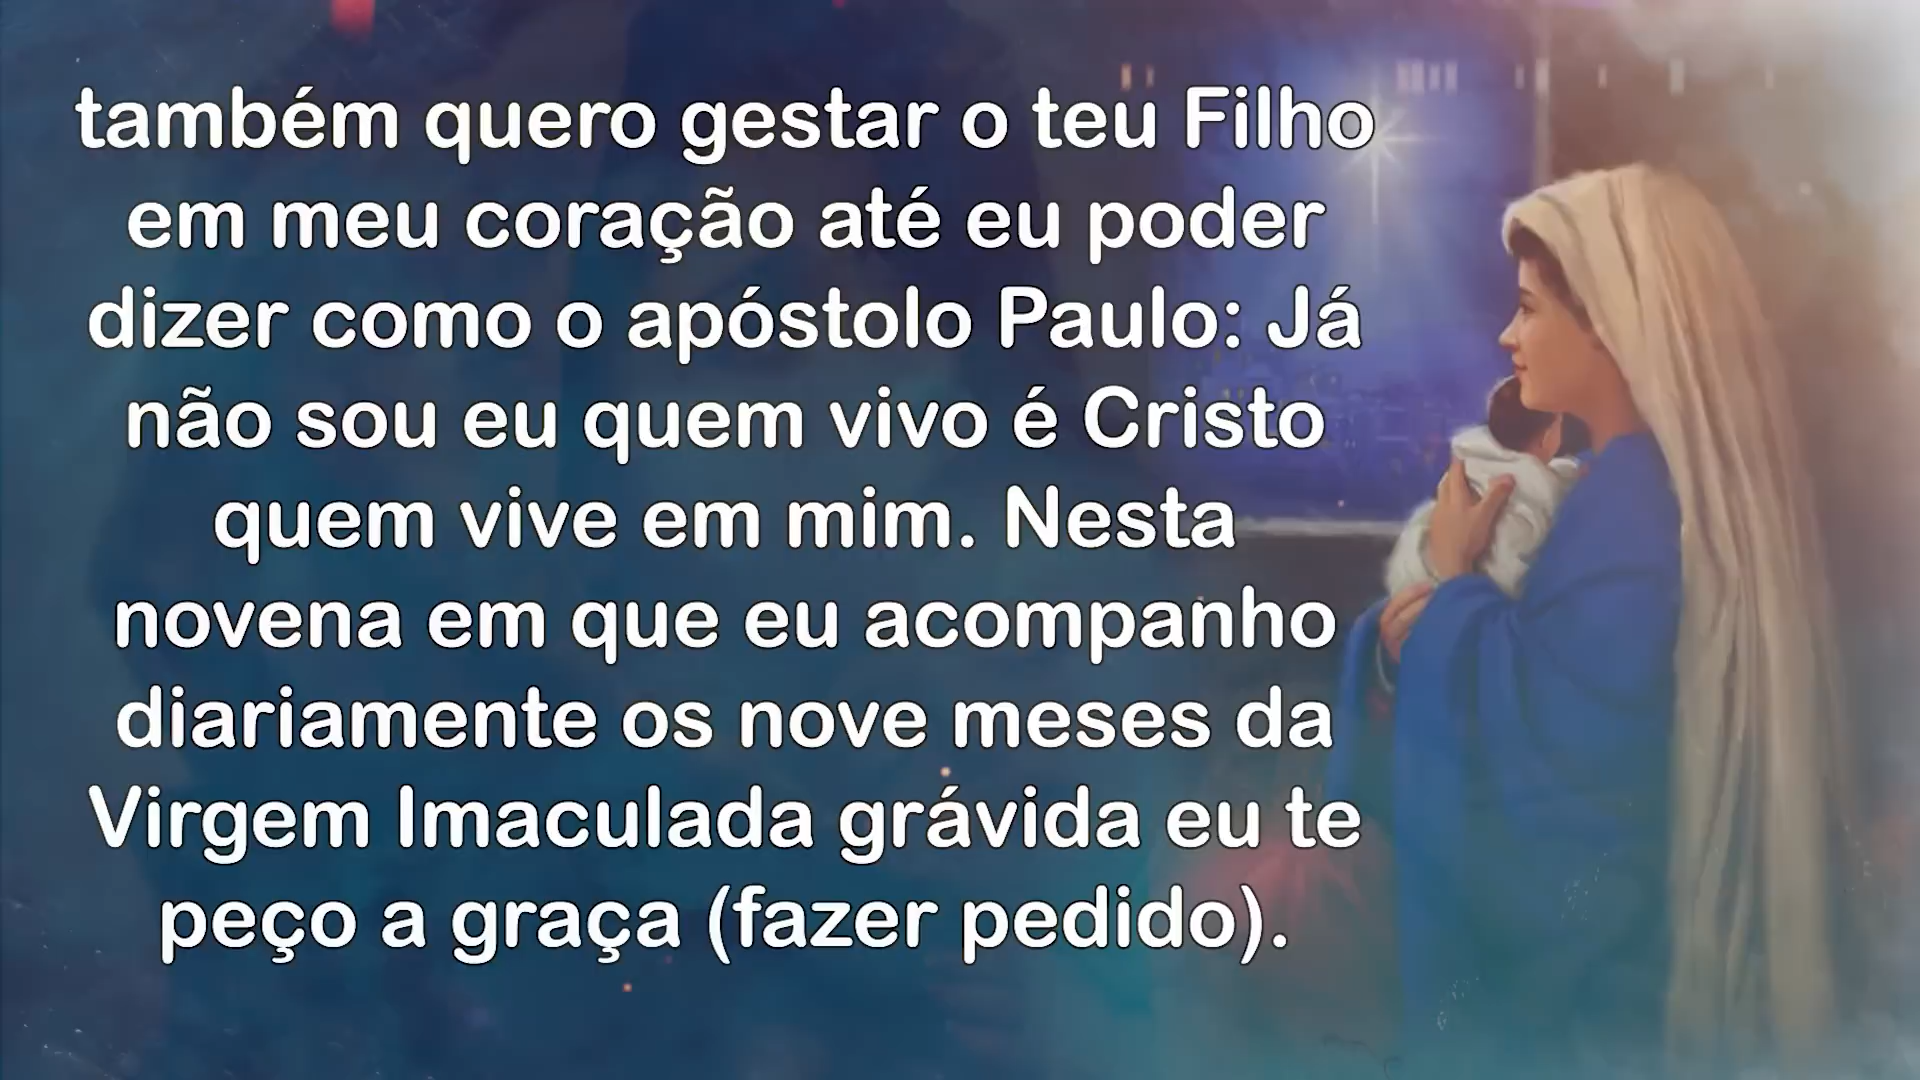 também quero gestar o teu Filho
em meu coração até eu poder
dizer como o apóstolo Paulo: Já
não sou eu quem vivo é Cristo
quem vive em mim. Nesta
novena em que eu acompanho
diariamente os nove meses da
Virgem Imaculada grávida eu te
peço a graça (fazer pedido).